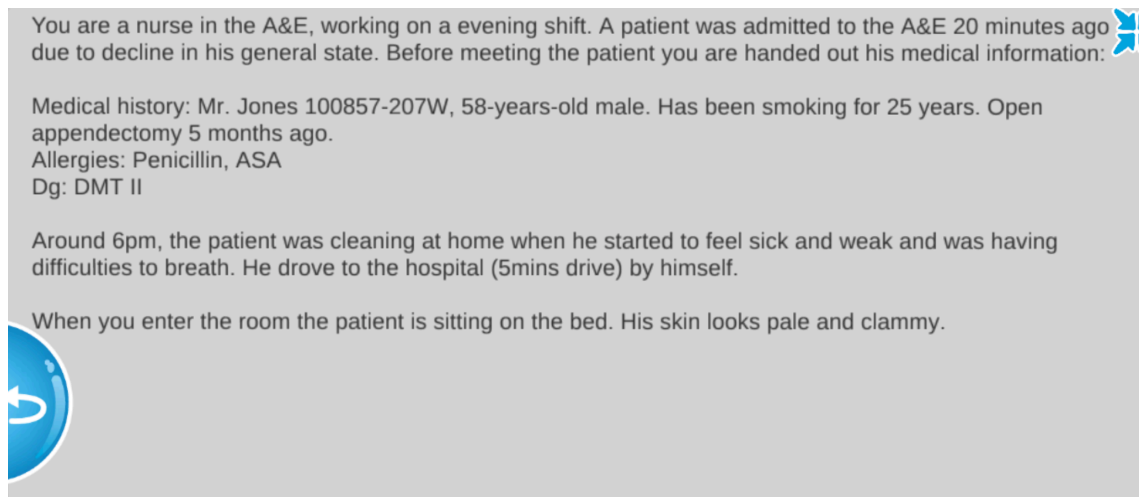 You are a nurse in the A&E, working on a evening shift. A patient was admitted to the A&E 20 minutes ago
due to decline in his general state. Before meeting the patient you are handed out his medical information:
Medical history: Mr. Jones 100857-207W, 58-years-old male. Has been smoking for 25 years. Open
appendectomy 5 months ago.
Allergies: Penicillin, ASA
Dg: DMT II
Around 6pm, the patient was cleaning at home when he started to feel sick and weak and was having
difficulties to breath. He drove to the hospital (5mins drive) by himself.
When you enter the room the patient is sitting on the bed. His skin looks pale and clammy.